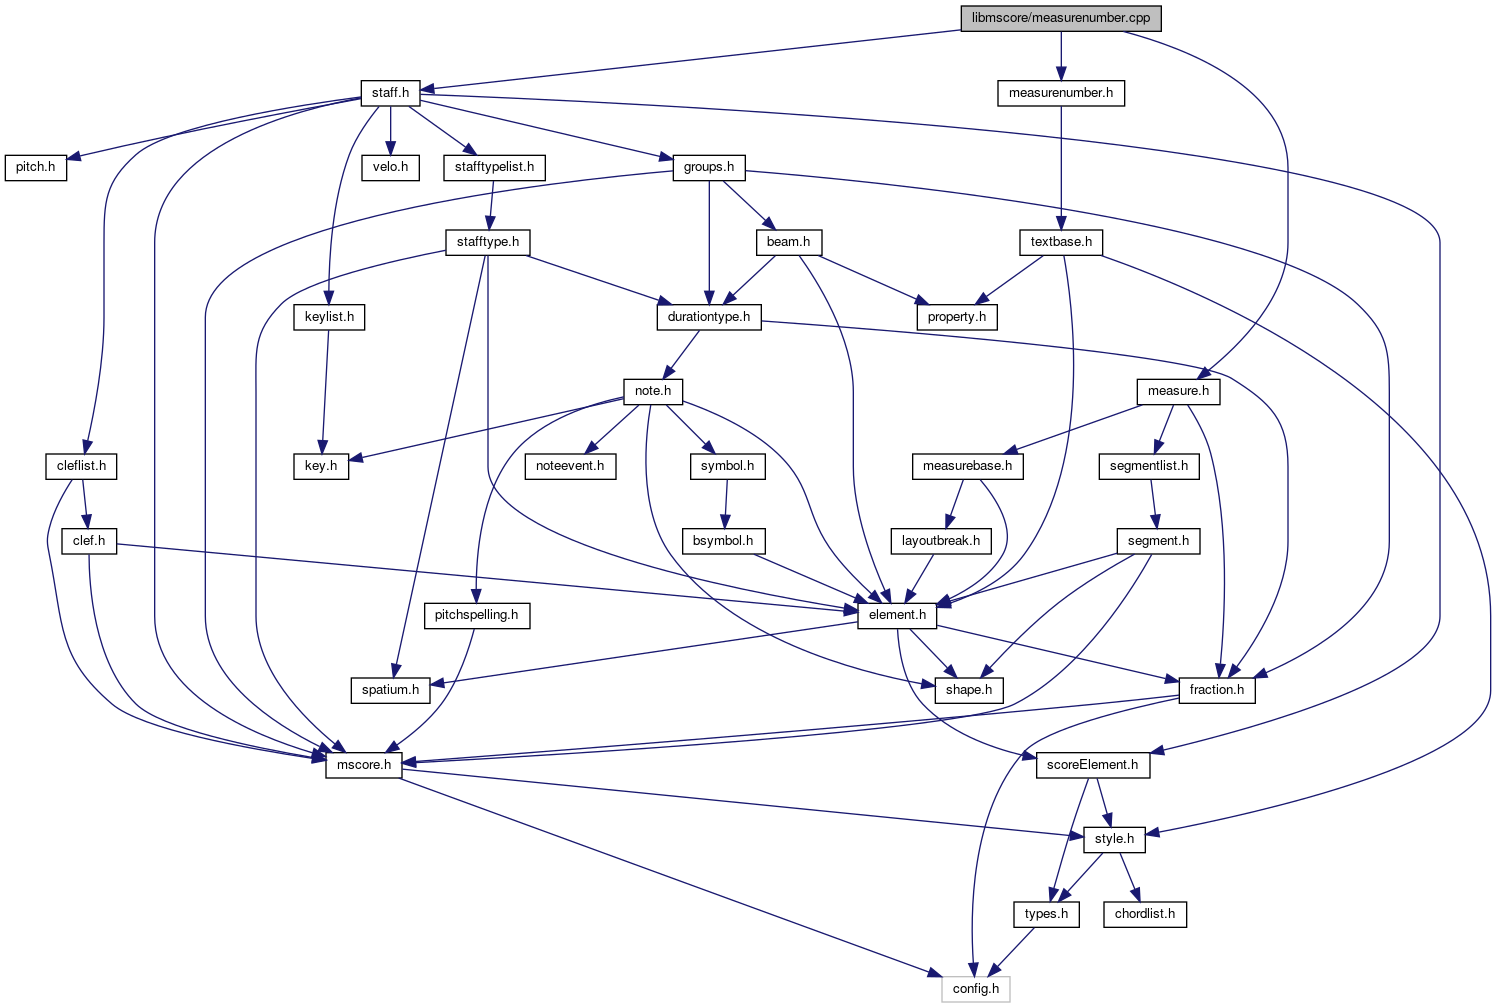 libmscore/measurenumber.cpp
staff.h
measurenumber.h
pitch.h
velo.h
stafftypelist.h
groups.h
stafftype.h
beam.h
textbase.h
keylist.h
durationtype.h
property.h
note.h
measure.h
cleflist.h
key.h
noteevent.h
symbol.h
measurebase.h
segmentlist.h
clef.h
bsymbol.h
layoutbreak.h
segment.h
pitchspelling.h
element.h
spatium.h
shape.h
fraction.h
mscore.h
scoreElement.h
style.h
types.h
chordlist.h
config.h